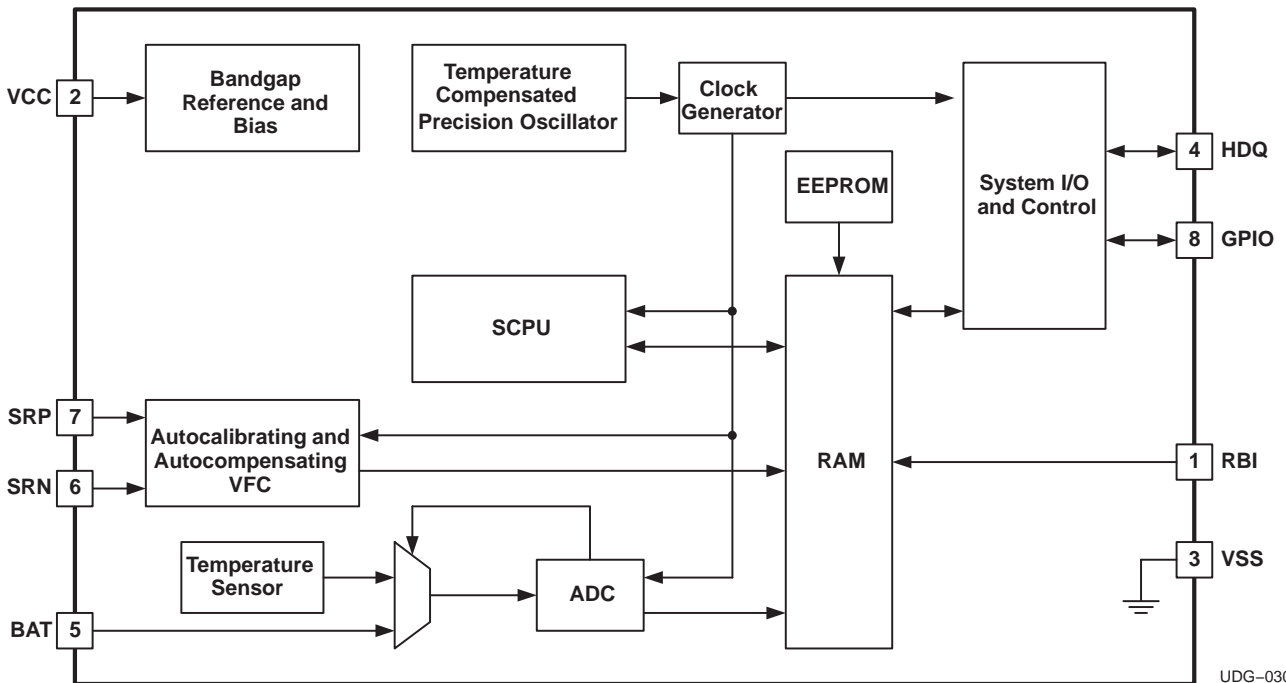 VCC 2
Bandgap
Reference and
Bias
Temperature
Compensated
Precision Oscillator
Clock
Generator
System I/O
and Control
4 HDQ
8 GPIO
EEPROM
SCPU
RAM
SRP 7
SRN 6
Autocalibrating and
Autocompensating
VFC
1 RBI
3 VSS
Temperature
Sensor
ADC
BAT 5
UDG–030